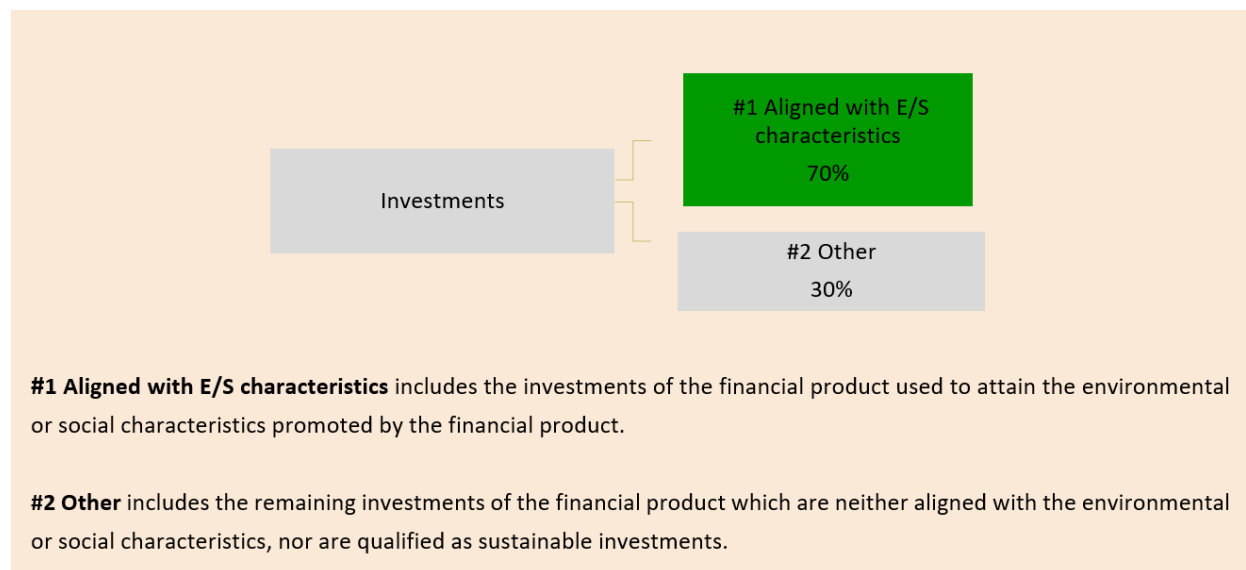 #1 Aligned with E/S
characteristics
70%
Investments
#2 Other
30%
#1 Aligned with E/S characteristics includes the investments of the financial product used to attain the environmental
or social characteristics promoted by the financial product.
#2 Other includes the remaining investments of the financial product which are neither aligned with the environmental
or social characteristics, nor are qualified as sustainable investments.